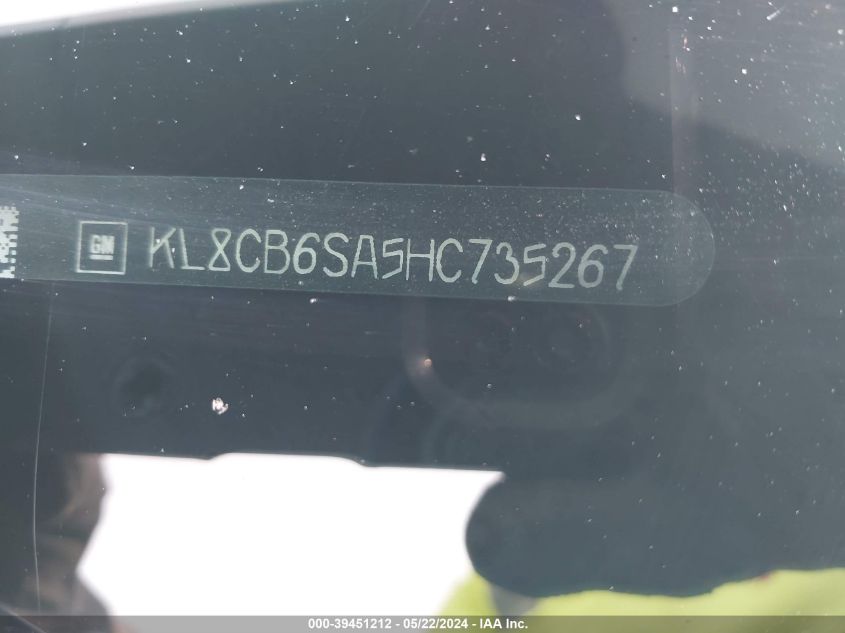 GM KL8CB6SA5HC735267
000-39451212 - 05/22/2024 - IAA Inc.